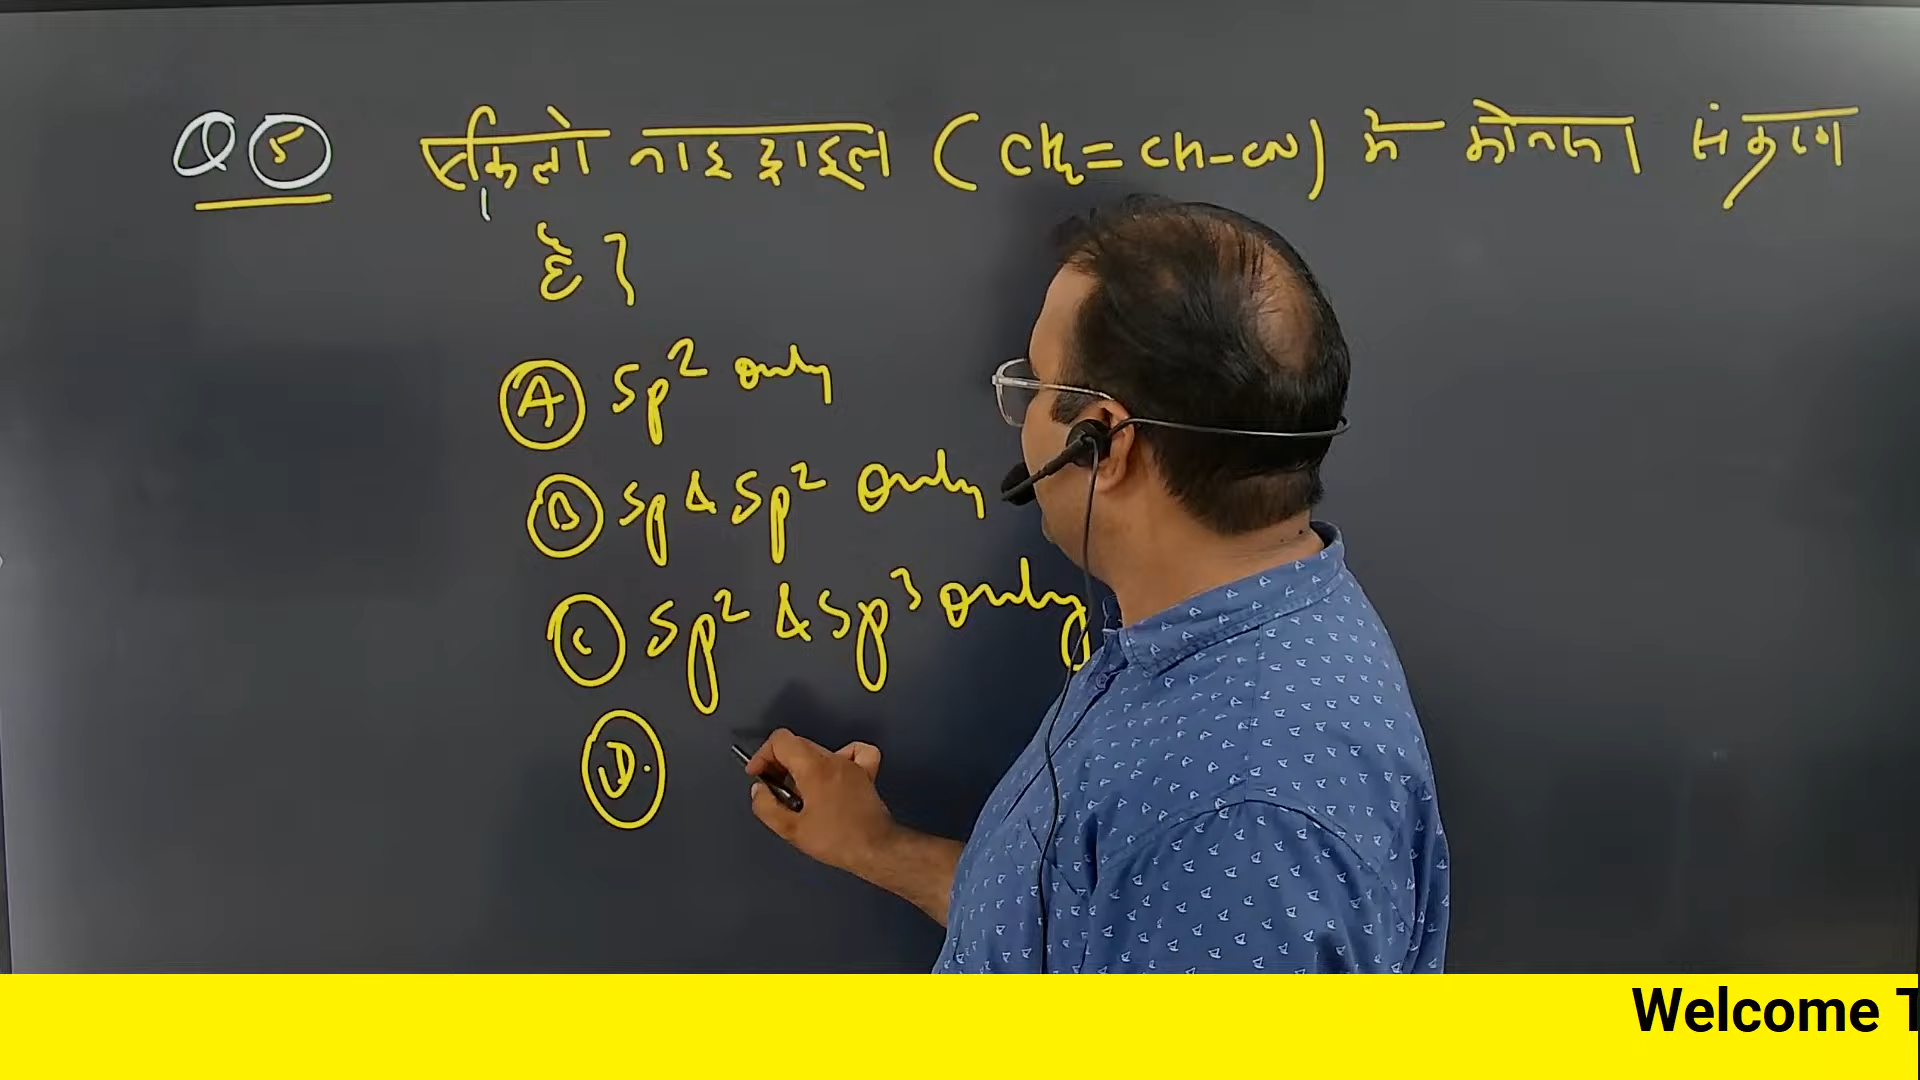 Q 5 एक्रिलो नाइट्राइल (CH2=CH-CN) में कौनसा संकरण
है?
A sp² only
B sp & sp² only
C sp² & sp³ only
D.
Welcome T